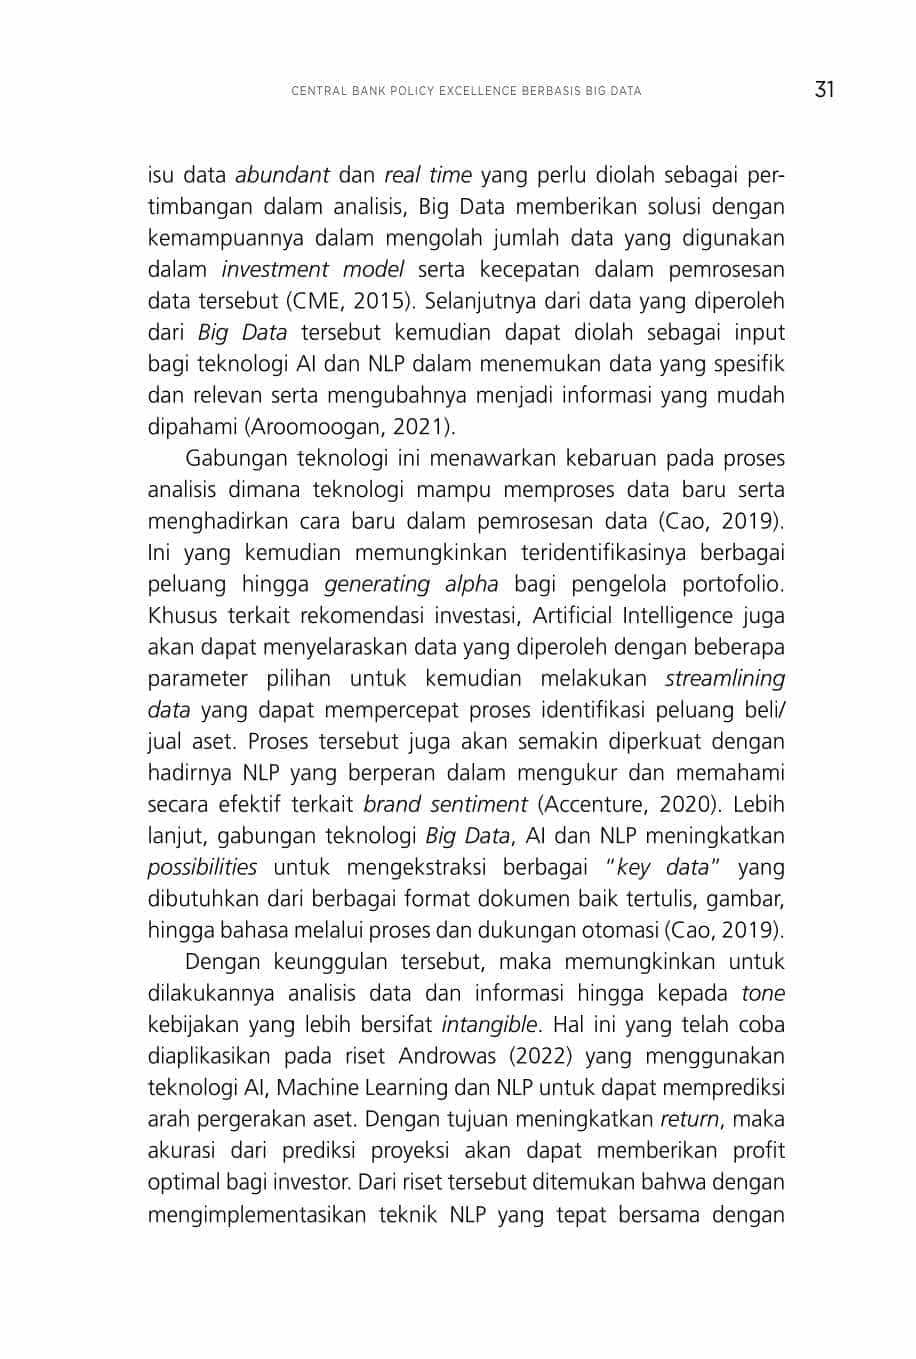 CENTRAL BANK POLICY EXCELLENCE BERBASIS BIG DATA 31
isu data abundant dan real time yang perlu diolah sebagai per-
timbangan dalam analisis, Big Data memberikan solusi dengan
kemampuannya dalam mengolah jumlah data yang digunakan
dalam investment model serta kecepatan dalam pemrosesan
data tersebut (CME, 2015). Selanjutnya dari data yang diperoleh
dari Big Data tersebut kemudian dapat diolah sebagai input
bagi teknologi AI dan NLP dalam menemukan data yang spesifik
dan relevan serta mengubahnya menjadi informasi yang mudah
dipahami (Aroomoogan, 2021).
Gabungan teknologi ini menawarkan kebaruan pada proses
analisis dimana teknologi mampu memproses data baru serta
menghadirkan cara baru dalam pemrosesan data (Cao, 2019).
Ini yang kemudian memungkinkan teridentifikasinya berbagai
peluang hingga generating alpha bagi pengelola portofolio.
Khusus terkait rekomendasi investasi, Artificial Intelligence juga
akan dapat menyelaraskan data yang diperoleh dengan beberapa
parameter pilihan untuk kemudian melakukan streamlining
data yang dapat mempercepat proses identifikasi peluang beli/
jual aset. Proses tersebut juga akan semakin diperkuat dengan
hadirnya NLP yang berperan dalam mengukur dan memahami
secara efektif terkait brand sentiment (Accenture, 2020). Lebih
lanjut, gabungan teknologi Big Data, AI dan NLP meningkatkan
possibilities untuk mengekstraksi berbagai "key data" yang
dibutuhkan dari berbagai format dokumen baik tertulis, gambar,
hingga bahasa melalui proses dan dukungan otomasi (Cao, 2019).
Dengan keunggulan tersebut, maka memungkinkan untuk
dilakukannya analisis data dan informasi hingga kepada tone
kebijakan yang lebih bersifat intangible. Hal ini yang telah coba
diaplikasikan pada riset Androwas (2022) yang menggunakan
teknologi AI, Machine Learning dan NLP untuk dapat memprediksi
arah pergerakan aset. Dengan tujuan meningkatkan return, maka
akurasi dari prediksi proyeksi akan dapat memberikan profit
optimal bagi investor. Dari riset tersebut ditemukan bahwa dengan
mengimplementasikan teknik NLP yang tepat bersama dengan